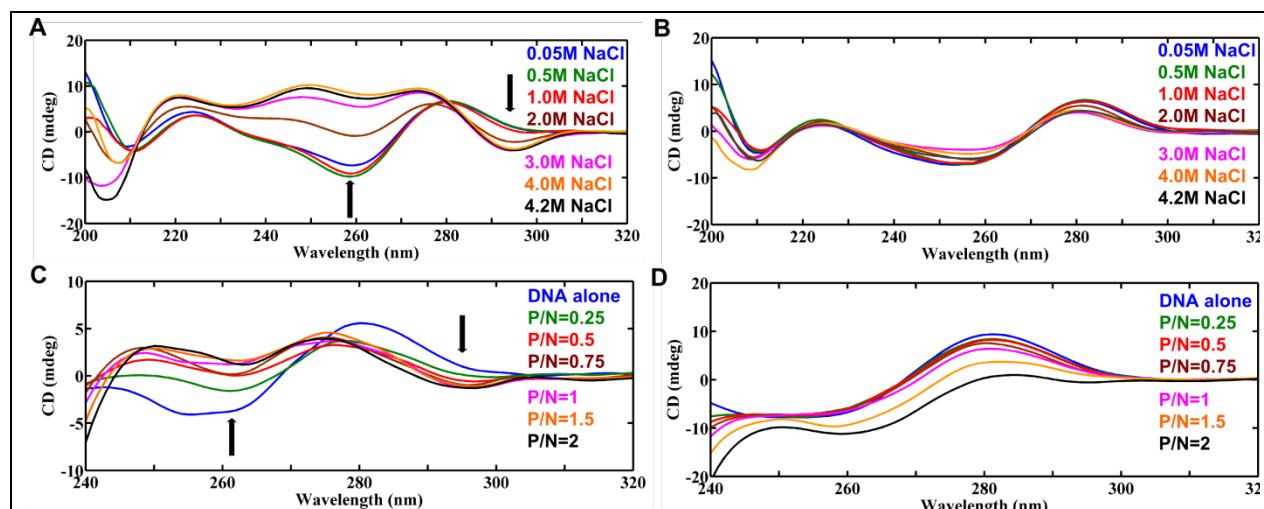 A
20
10
0
-10
-20
CD (mdeg)
200 220 240 260 280 300 320
Wavelength (nm)
0.05M NaCl
0.5M NaCl
1.0M NaCl
2.0M NaCl
3.0M NaCl
4.0M NaCl
4.2M NaCl
B
20
10
0
-10
-20
CD (mdeg)
200 220 240 260 280 300 320
Wavelength (nm)
0.05M NaCl
0.5M NaCl
1.0M NaCl
2.0M NaCl
3.0M NaCl
4.0M NaCl
4.2M NaCl
C
10
5
0
-5
-10
CD (mdeg)
240 260 280 300 320
Wavelength (nm)
DNA alone
P/N=0.25
P/N=0.5
P/N=0.75
P/N=1
P/N=1.5
P/N=2
D
20
10
0
-10
-20
CD (mdeg)
240 260 280 300 320
Wavelength (nm)
DNA alone
P/N=0.25
P/N=0.5
P/N=0.75
P/N=1
P/N=1.5
P/N=2